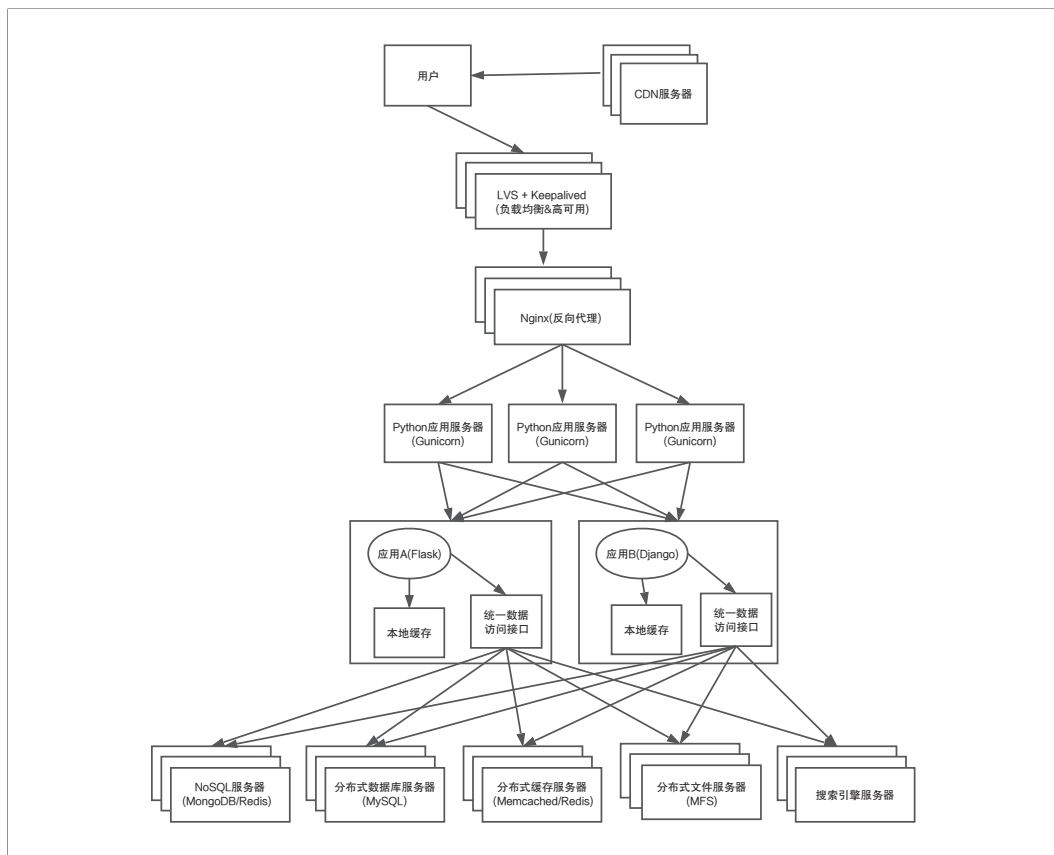 用户
CDN服务器
LVS + Keepalived
(负载均衡&高可用)
Nginx(反向代理)
Python应用服务器
(Gunicorn)
Python应用服务器
(Gunicorn)
Python应用服务器
(Gunicorn)
应用A(Flask)
本地缓存
统一数据
访问接口
应用B(Django)
本地缓存
统一数据
访问接口
NoSQL服务器
(MongoDB/Redis)
分布式数据库服务器
(MySQL)
分布式缓存服务器
(Memcached/Redis)
分布式文件服务器
(MFS)
搜索引擎服务器